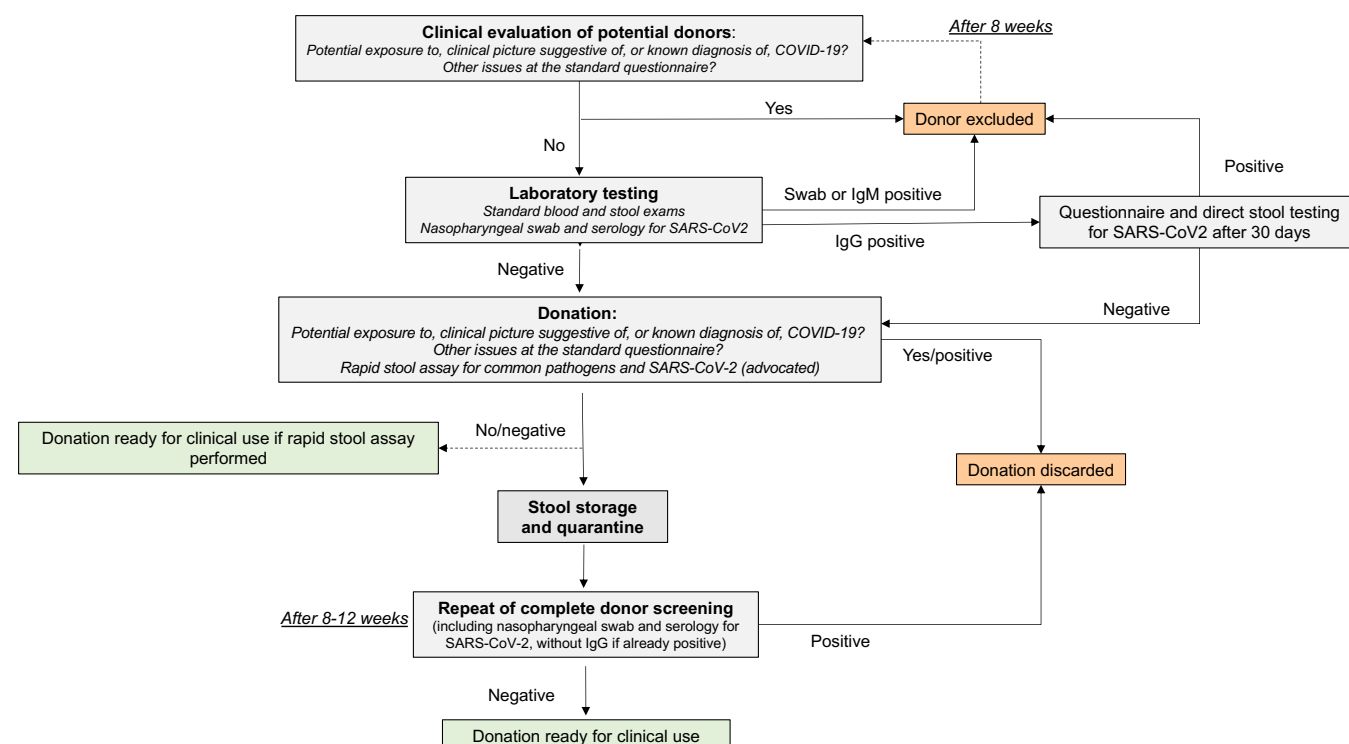 Clinical evaluation of potential donors:
Potential exposure to, clinical picture suggestive of, or known diagnosis of, COVID-19?
Other issues at the standard questionnaire?
After 8 weeks
Yes
Donor excluded
No
Positive
Laboratory testing
Standard blood and stool exams
Nasopharyngeal swab and serology for SARS-CoV2
Swab or IgM positive
IgG positive
Questionnaire and direct stool testing
for SARS-CoV2 after 30 days
Negative
Negative
Donation:
Potential exposure to, clinical picture suggestive of, or known diagnosis of, COVID-19?
Other issues at the standard questionnaire?
Rapid stool assay for common pathogens and SARS-CoV-2 (advocated)
Yes/positive
No/negative
Donation ready for clinical use if rapid stool assay
performed
Donation discarded
Stool storage
and quarantine
After 8-12 weeks
Repeat of complete donor screening
(including nasopharyngeal swab and serology for
SARS-CoV-2, without IgG if already positive)
Positive
Negative
Donation ready for clinical use